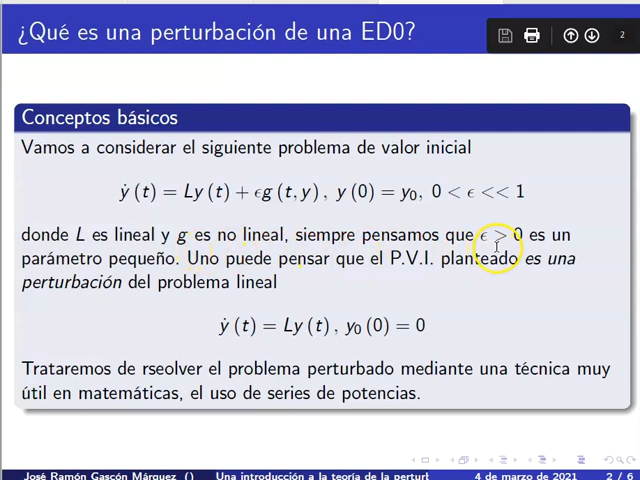 ¿Qué es una perturbación de una ED0?
2
Conceptos básicos
Vamos a considerar el siguiente problema de valor inicial
ẏ (t) = Ly (t) + ϵg (t, y) , y (0) = y₀, 0 < ϵ << 1
donde L es lineal y g es no lineal, siempre pensamos que ϵ > 0 es un
parámetro pequeño. Uno puede pensar que el P.V.I. planteado es una
perturbación del problema lineal
ẏ (t) = Ly (t) , y₀ (0) = 0
Trataremos de rseolver el problema perturbado mediante una técnica muy
útil en matemáticas, el uso de series de potencias.
José Ramón Gascón Márquez () Una introducción a la teoría de la perturb 4 de marzo de 2021 2 / 6